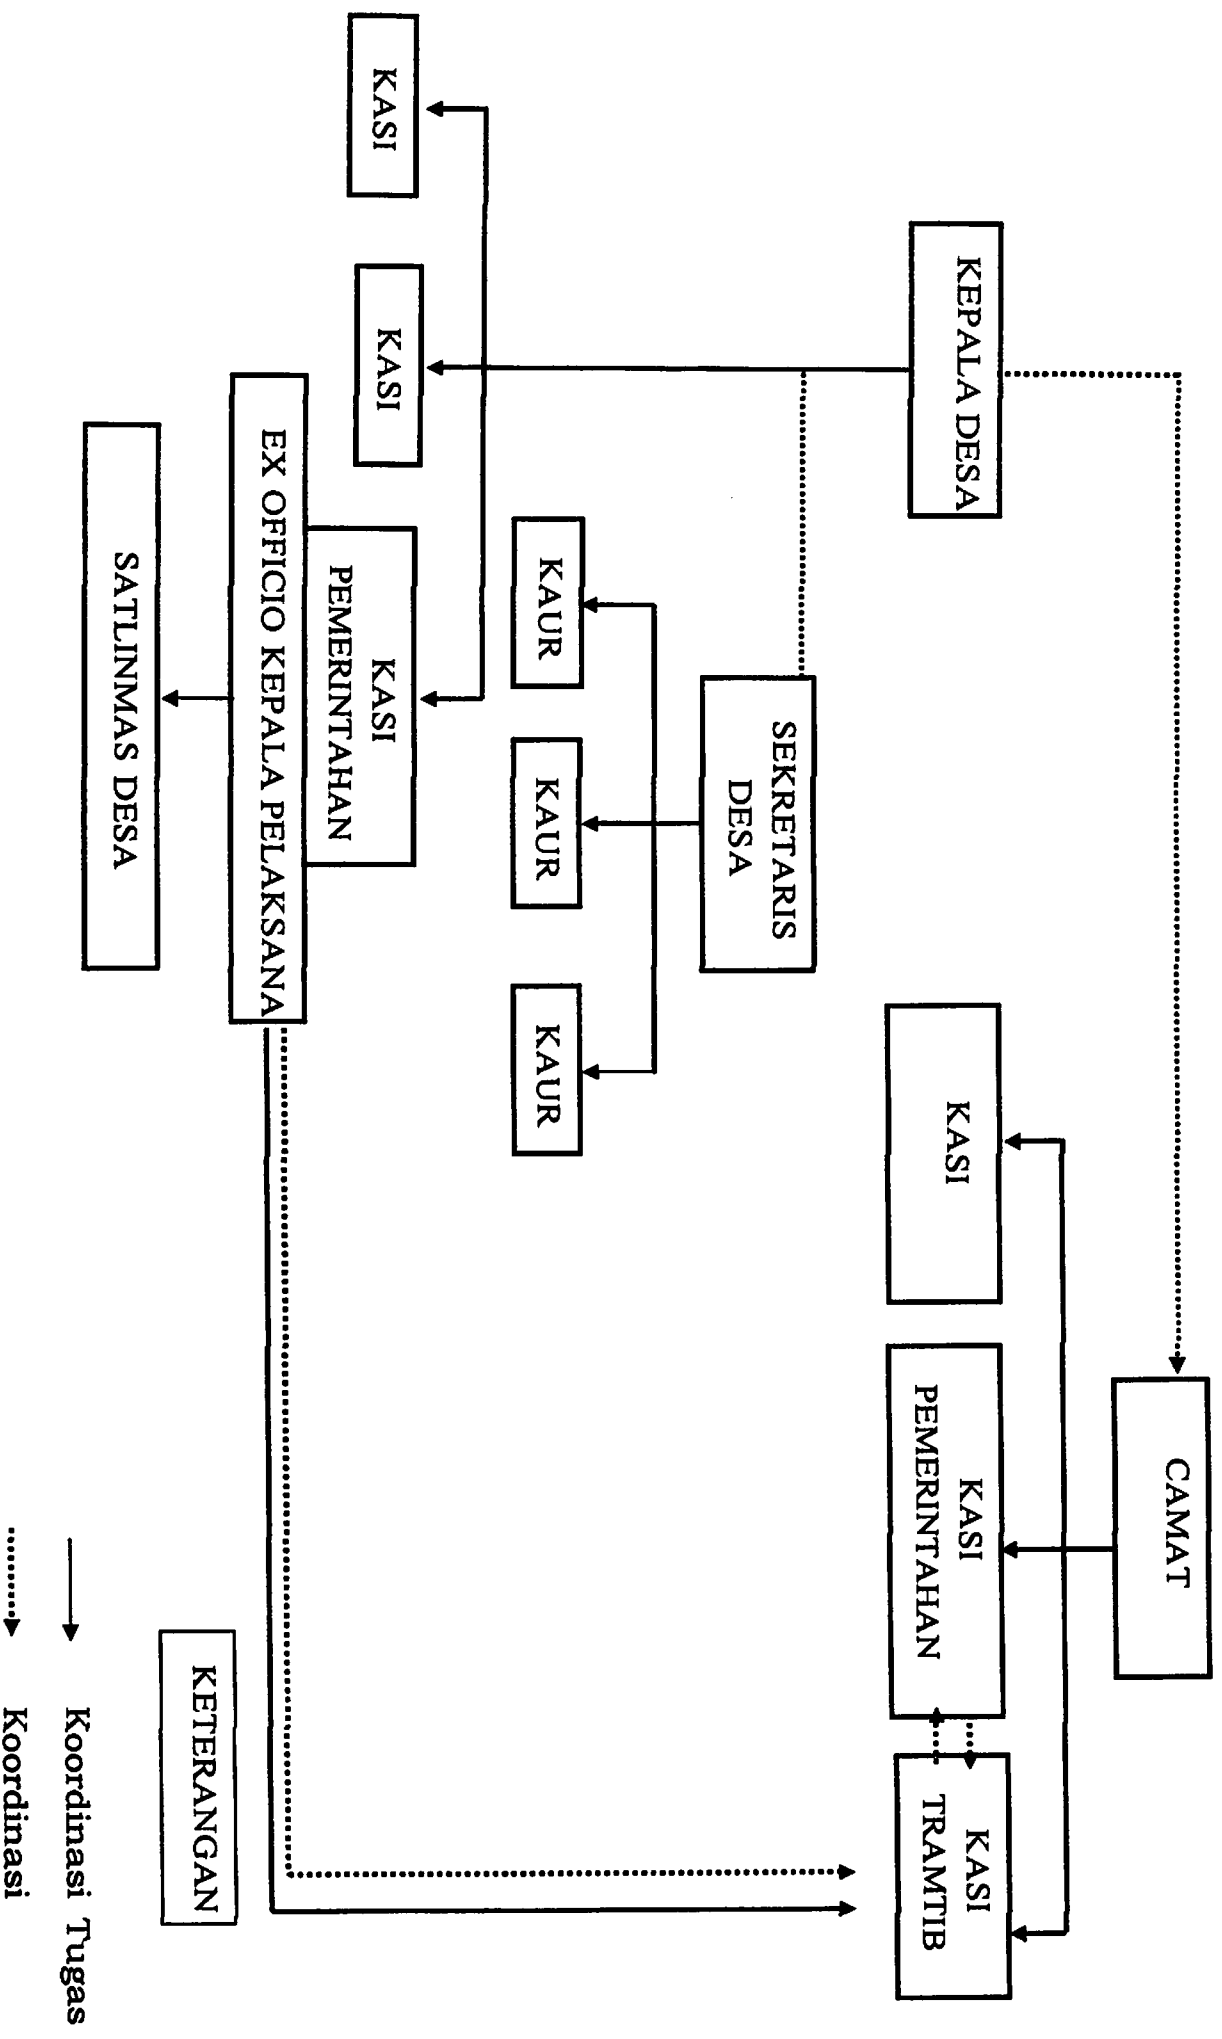 CAMAT
KEPALA DESA
KASI
KASI
PEMERINTAHAN
KASI
TRAMTIB
SEKRETARIS
DESA
KAUR
KAUR
KAUR
KASI
KASI
KASI
PEMERINTAHAN
EX OFFICIO KEPALA PELAKSANA
SATLINMAS DESA
KETERANGAN
Koordinasi Tugas
Koordinasi